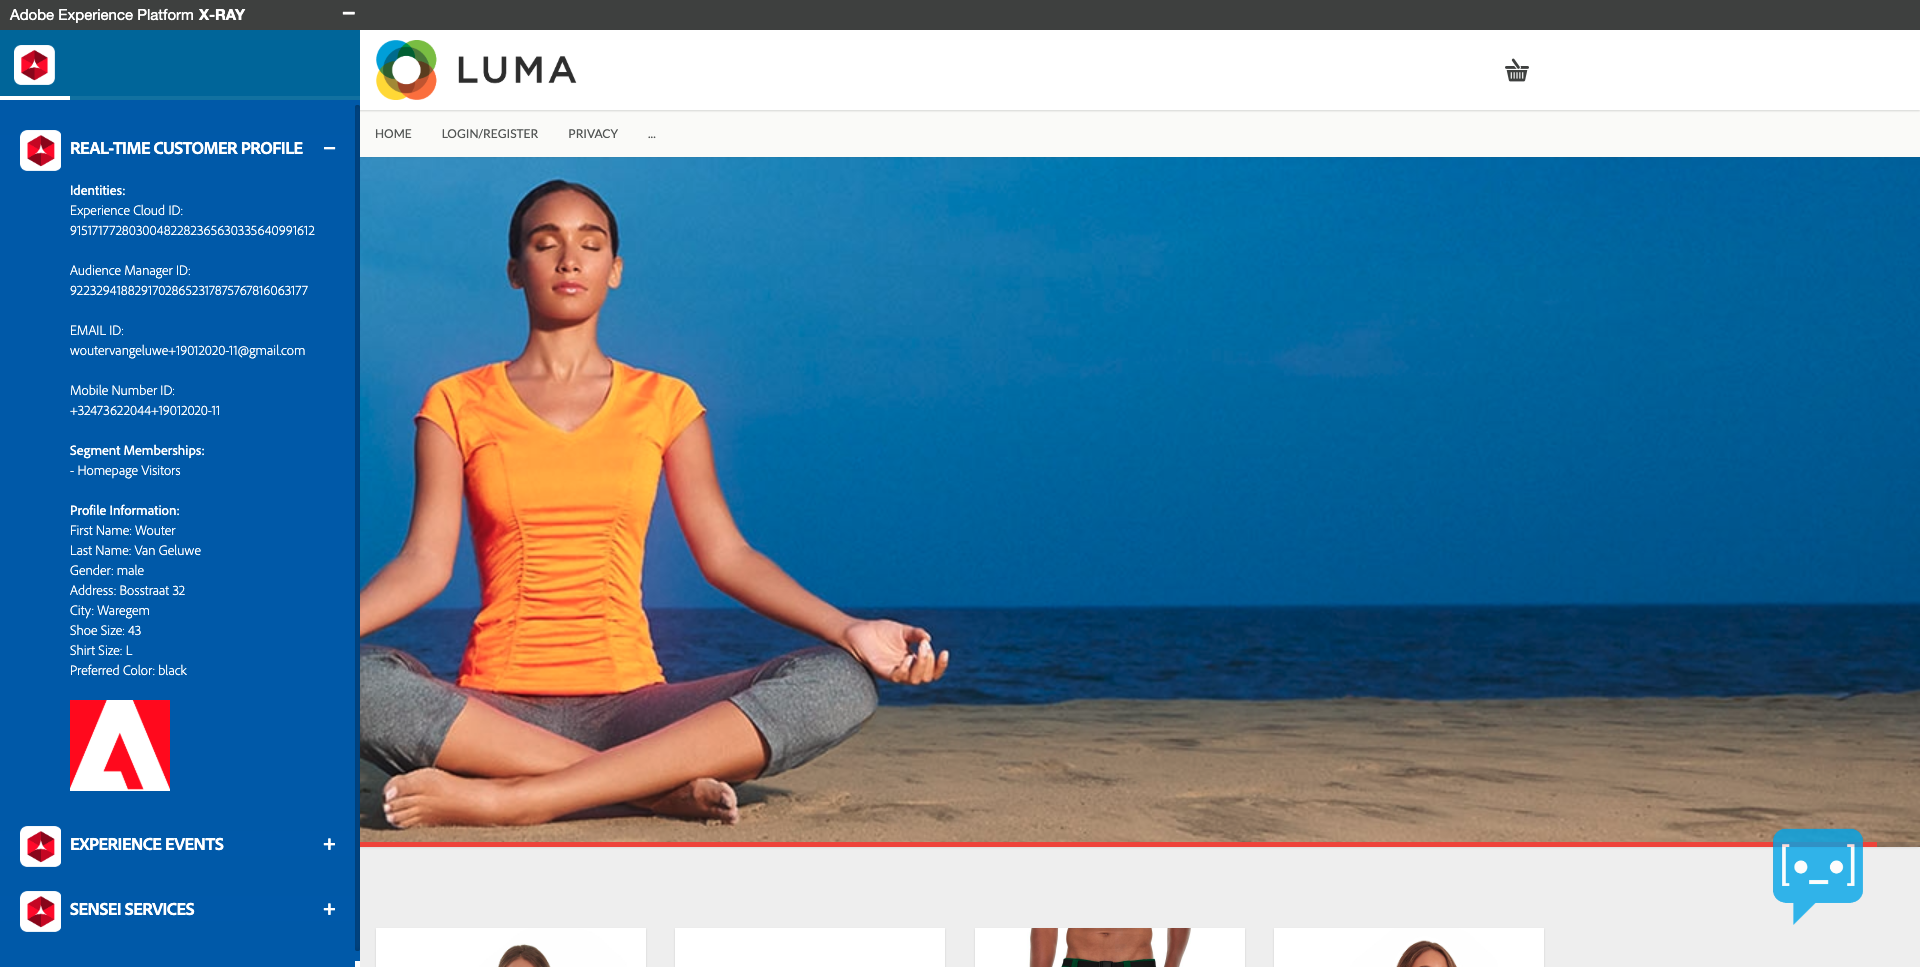 Adobe Experience Platform X-RAY
REAL-TIME CUSTOMER PROFILE
Identities:
Experience Cloud ID:
91517177280300482282365630335640991612
Audience Manager ID:
92232941882917028652317875767816063177
EMAIL ID:
woutervangeluwe+19012020-11@gmail.com
Mobile Number ID:
+32473622044+19012020-11
Segment Memberships:
- Homepage Visitors
Profile Information:
First Name: Wouter
Last Name: Van Geluwe
Gender: male
Address: Bosstraat 32
City: Waregem
Shoe Size: 43
Shirt Size: L
Preferred Color: black
EXPERIENCE EVENTS
SENSEI SERVICES
LUMA
HOME LOGIN/REGISTER PRIVACY ...